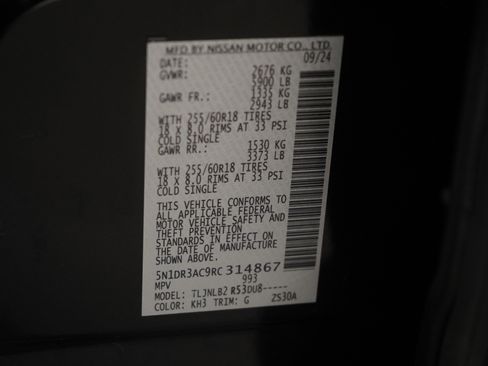 MFD BY NISSAN MOTOR CO., LTD.
DATE: 09/24
GVWR: 2676 KG
5900 LB
GAWR FR.: 1335 KG
2943 LB
WITH 255/60R18 TIRES
18 X 8.0 RIMS AT 33 PSI
COLD SINGLE
GAWR RR.: 1530 KG
3373 LB
WITH 255/60R18 TIRES
18 X 8.0 RIMS AT 33 PSI
COLD SINGLE
THIS VEHICLE CONFORMS TO
ALL APPLICABLE FEDERAL
MOTOR VEHICLE SAFETY AND
THEFT PREVENTION
STANDARDS IN EFFECT ON
THE DATE OF MANUFACTURE
SHOWN ABOVE.
5N1DR3AC9RC314867
MPV 993
MODEL: TLJNLB2 R53DU8-----
COLOR: KH3 TRIM: G ZS30A